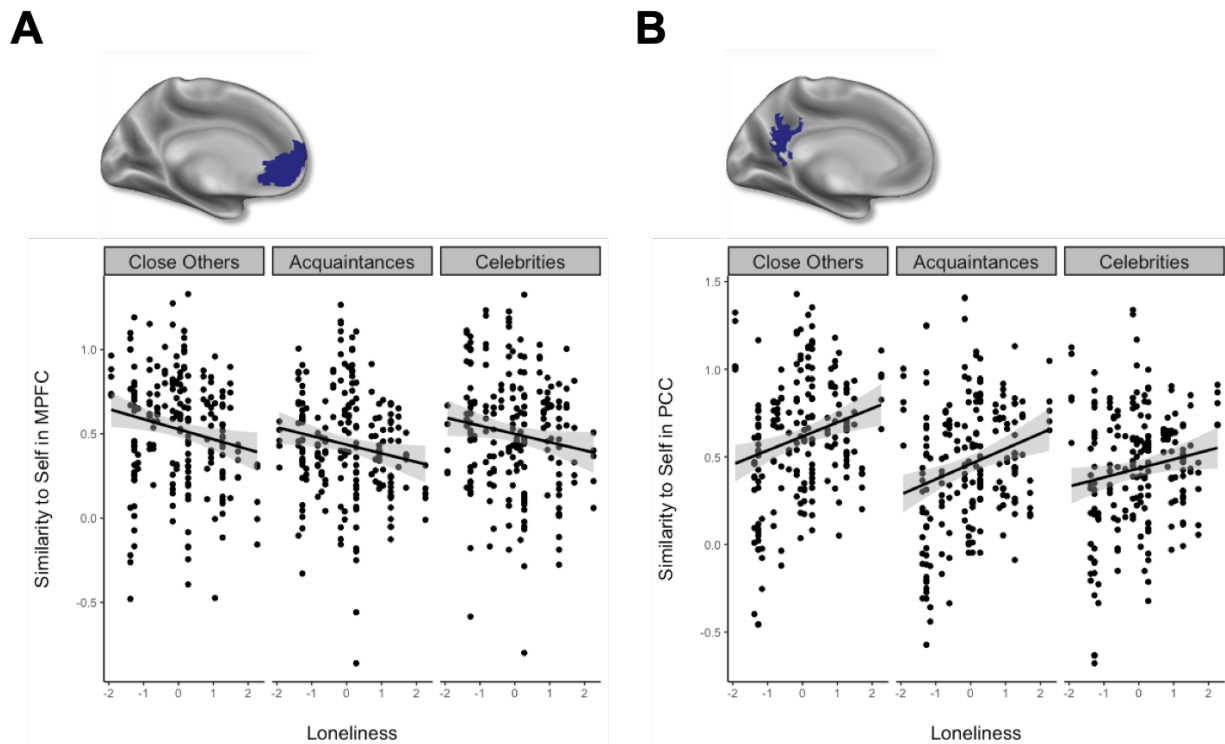 A
B
Close Others
Acquaintances
Celebrities
1.0
0.5
0.0
-0.5
Similarity to Self in MPFC
-2 -1 0 1 2
-2 -1 0 1 2
-2 -1 0 1 2
Loneliness
Close Others
Acquaintances
Celebrities
1.5
1.0
0.5
0.0
-0.5
Similarity to Self in PCC
-2 -1 0 1 2
-2 -1 0 1 2
-2 -1 0 1 2
Loneliness